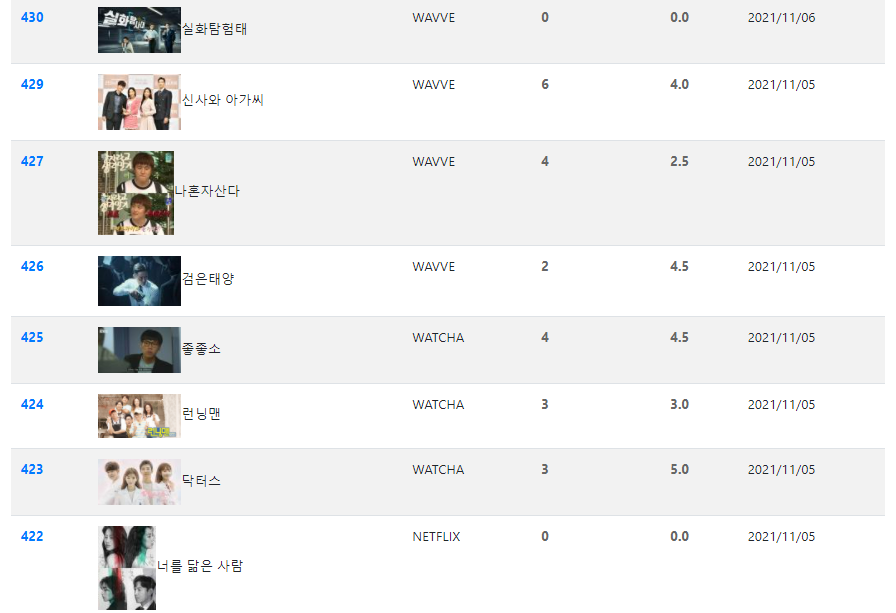 430 실화탐험태 WAVVE 0 0.0 2021/11/06
429 신사와 아가씨 WAVVE 6 4.0 2021/11/05
427 나혼자산다 WAVVE 4 2.5 2021/11/05
426 검은태양 WAVVE 2 4.5 2021/11/05
425 좋좋소 WATCHA 4 4.5 2021/11/05
424 런닝맨 WATCHA 3 3.0 2021/11/05
423 닥터스 WATCHA 3 5.0 2021/11/05
422 너를 닮은 사람 NETFLIX 0 0.0 2021/11/05